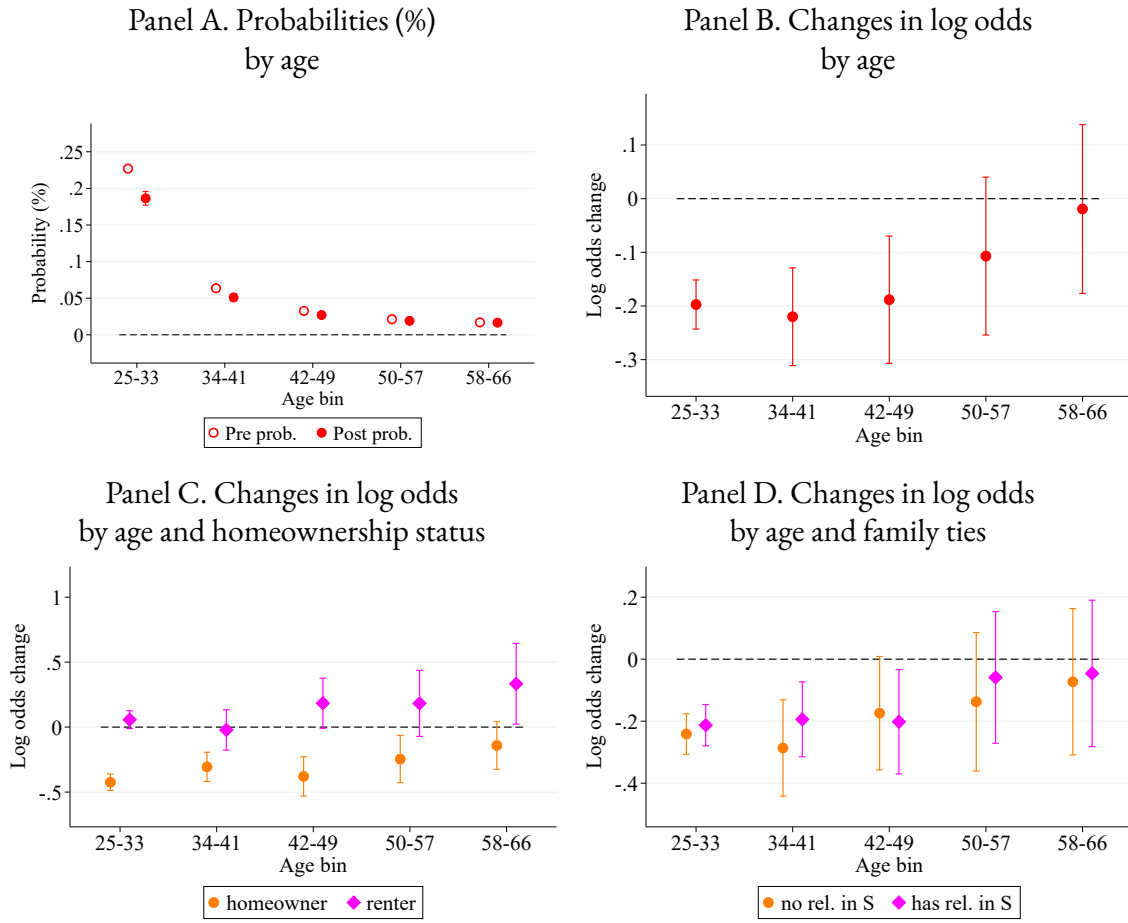 Panel A. Probabilities (%)
by age
Probability (%)
.25
.2
.15
.1
.05
0
25-33 34-41 42-49 50-57 58-66
Age bin
Pre prob. Post prob.
Panel B. Changes in log odds
by age
Log odds change
.1
0
-.1
-.2
-.3
25-33 34-41 42-49 50-57 58-66
Age bin
Panel C. Changes in log odds
by age and homeownership status
Log odds change
1
.5
0
-.5
25-33 34-41 42-49 50-57 58-66
Age bin
homeowner renter
Panel D. Changes in log odds
by age and family ties
Log odds change
.2
0
-.2
-.4
25-33 34-41 42-49 50-57 58-66
Age bin
no rel. in S has rel. in S